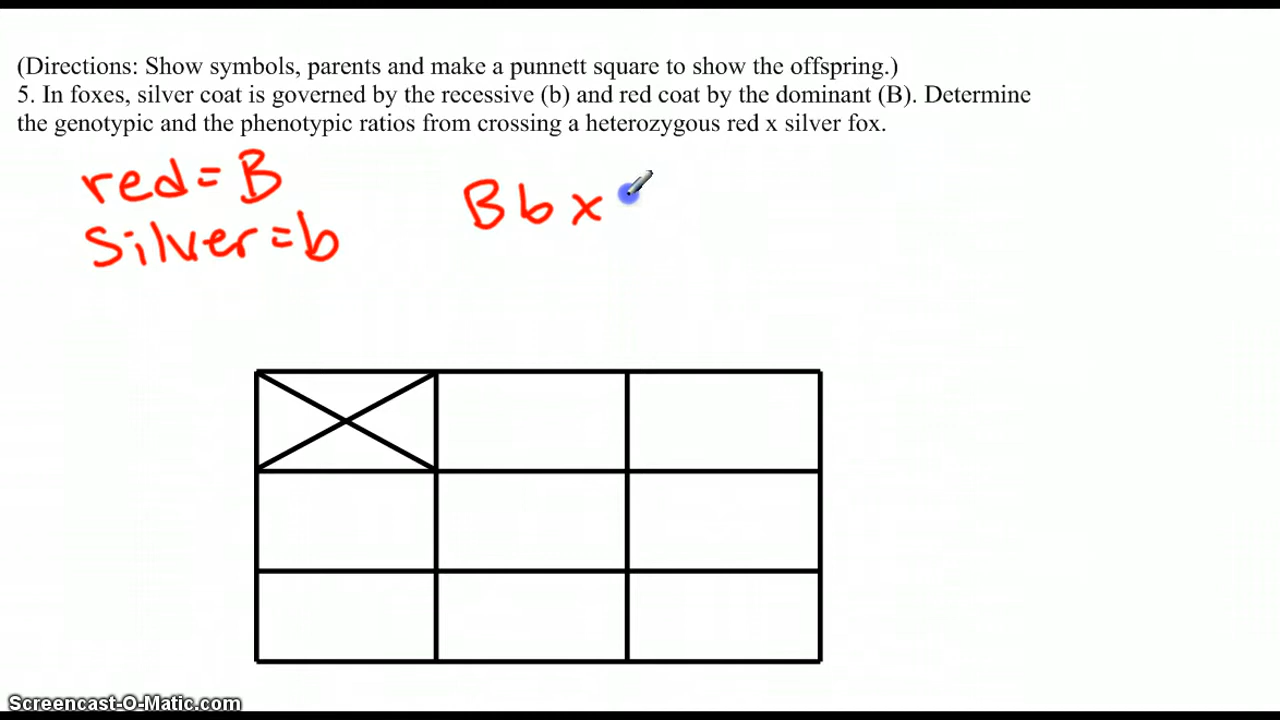 (Directions: Show symbols, parents and make a punnett square to show the offspring.)
5. In foxes, silver coat is governed by the recessive (b) and red coat by the dominant (B). Determine
the genotypic and the phenotypic ratios from crossing a heterozygous red x silver fox.
red = B
Silver = b
Bb x
Screencast-O-Matic.com